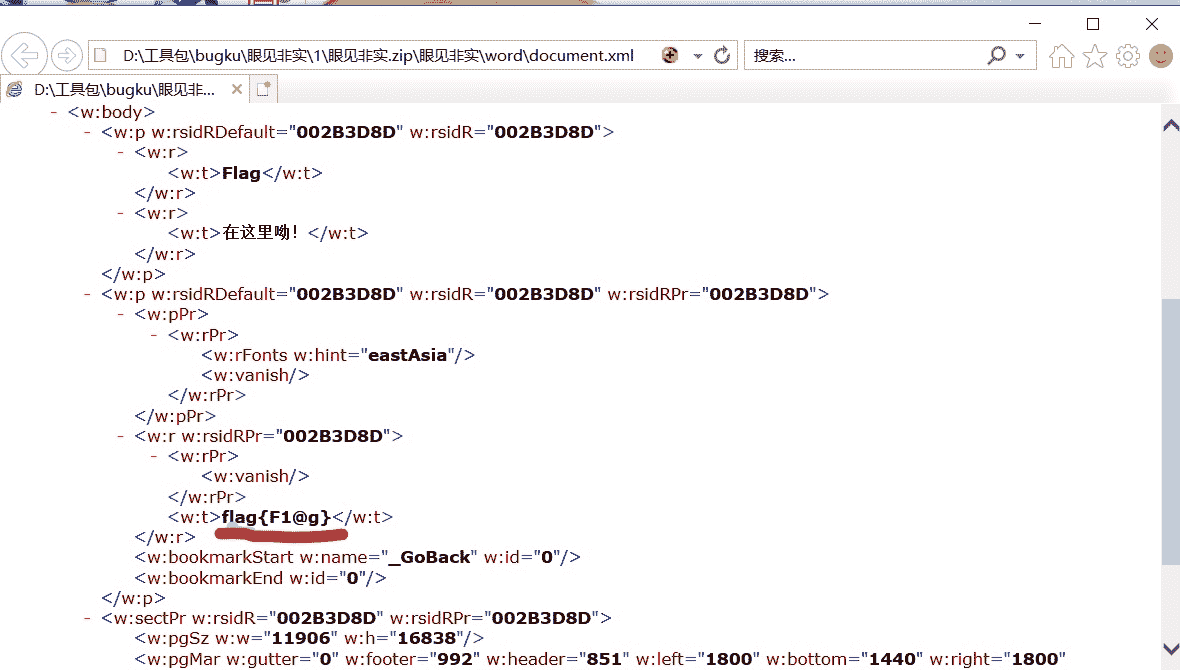 D:\工具包\bugku\眼见非实\1\眼见非实.zip\眼见非实\word\document.xml
搜索...
D:\工具包\bugku\眼见非实...
- <w:body>
- <w:p w:rsidRDefault="002B3D8D" w:rsidR="002B3D8D">
- <w:r>
<w:t>Flag</w:t>
</w:r>
- <w:r>
<w:t>在这里呦！</w:t>
</w:r>
</w:p>
- <w:p w:rsidRDefault="002B3D8D" w:rsidR="002B3D8D" w:rsidRPr="002B3D8D">
- <w:pPr>
- <w:rPr>
<w:rFonts w:hint="eastAsia"/>
<w:vanish/>
</w:rPr>
</w:pPr>
- <w:r w:rsidRPr="002B3D8D">
- <w:rPr>
<w:vanish/>
</w:rPr>
<w:t>flag{F1@g}</w:t>
</w:r>
<w:bookmarkStart w:name="_GoBack" w:id="0"/>
<w:bookmarkEnd w:id="0"/>
</w:p>
- <w:sectPr w:rsidR="002B3D8D" w:rsidRPr="002B3D8D">
<w:pgSz w:w="11906" w:h="16838"/>
<w:pgMar w:gutter="0" w:footer="992" w:header="851" w:left="1800" w:bottom="1440" w:right="1800"